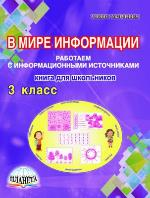 В МИРЕ ИНФОРМАЦИИ
РАБОТАЕМ
С ИНФОРМАЦИОННЫМИ ИСТОЧНИКАМИ
КНИГА ДЛЯ ШКОЛЬНИКОВ
3 класс
ПЛАНЕТА